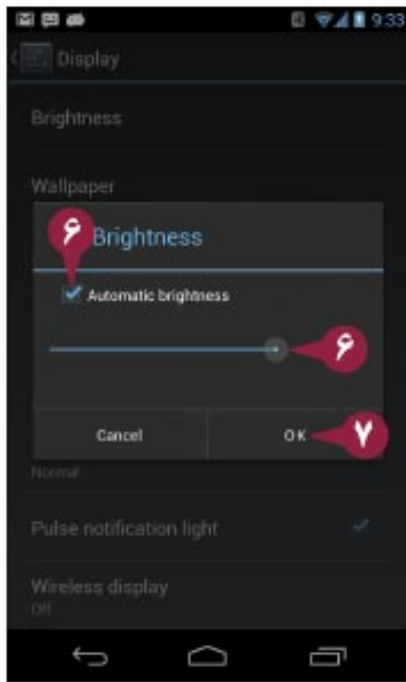 9:33
Display
Brightness
Wallpaper
۶ Brightness
Automatic brightness
۶
Cancel OK ۷
Normal
Pulse notification light
Wireless display
Off